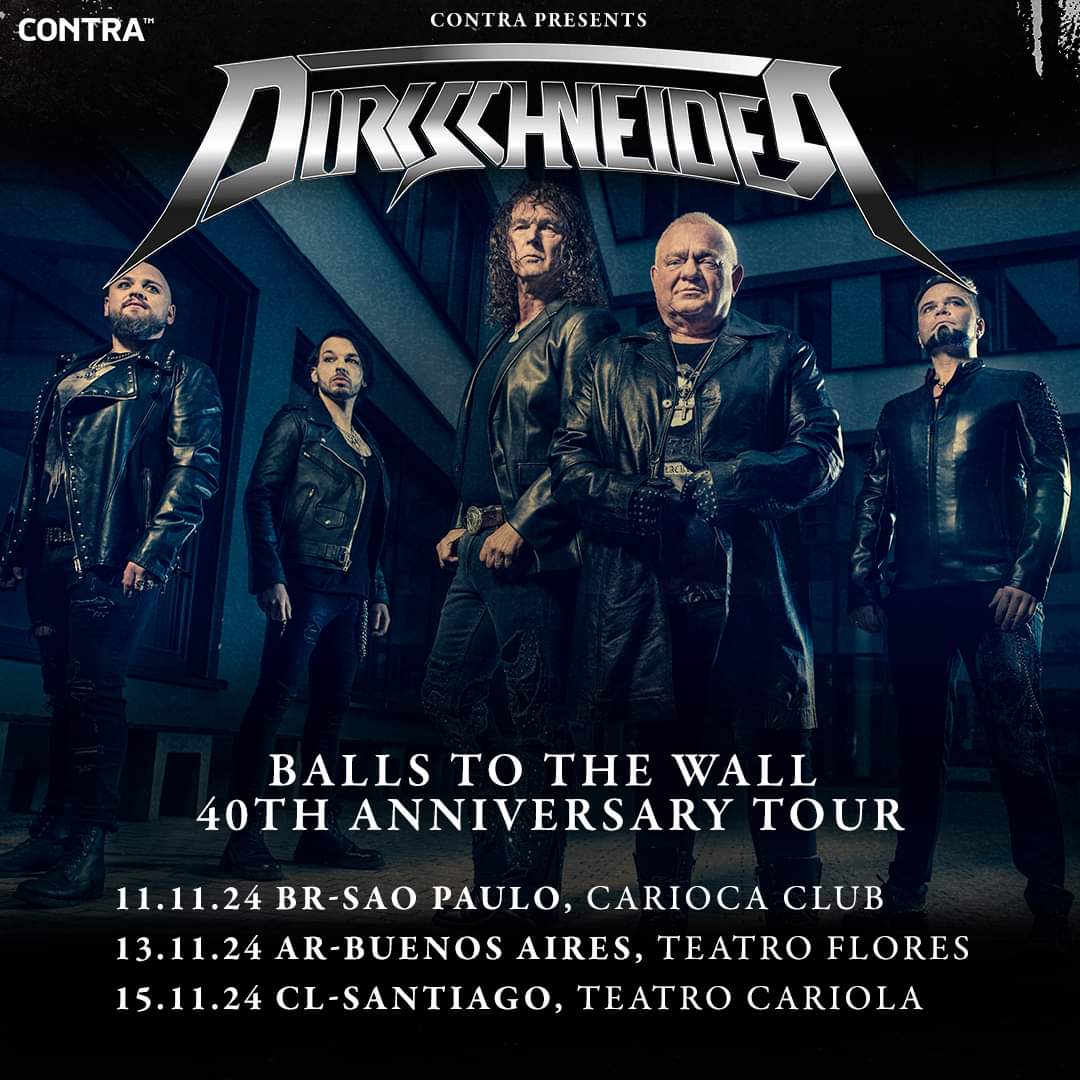 CONTRA™
CONTRA PRESENTS
DIRKSCHNEIDER
BALLS TO THE WALL
40TH ANNIVERSARY TOUR
11.11.24 BR-SAO PAULO, CARIOCA CLUB
13.11.24 AR-BUENOS AIRES, TEATRO FLORES
15.11.24 CL-SANTIAGO, TEATRO CARIOLA